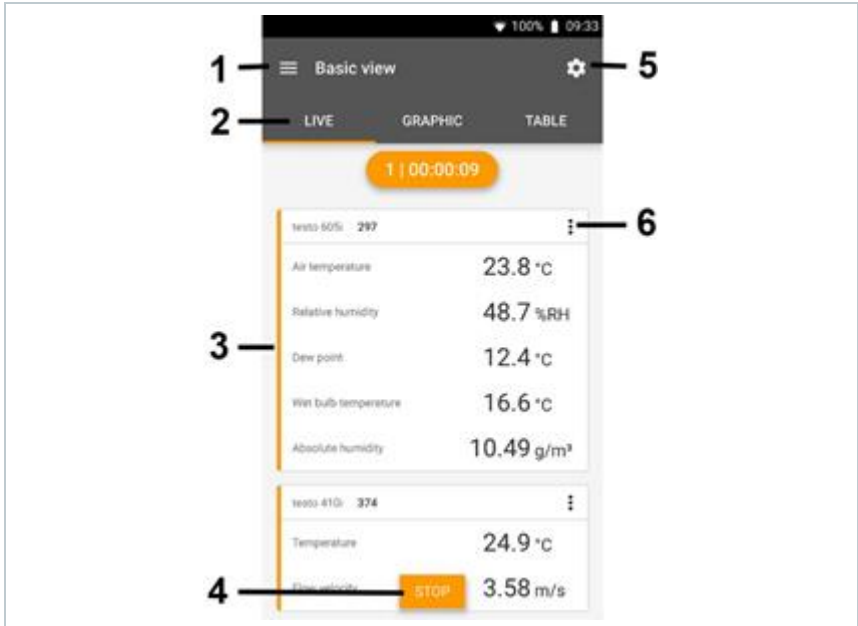 100% 09:33
1 Basic view 5
2 LIVE GRAPHIC TABLE
1 | 00:00:09
testo 605i 297 6
Air temperature 23.8 °C
Relative humidity 48.7 %RH
3
Dew point 12.4 °C
Wet bulb temperature 16.6 °C
Absolute humidity 10.49 g/m³
testo 410i 374
Temperature 24.9 °C
4 Flow velocity STOP 3.58 m/s